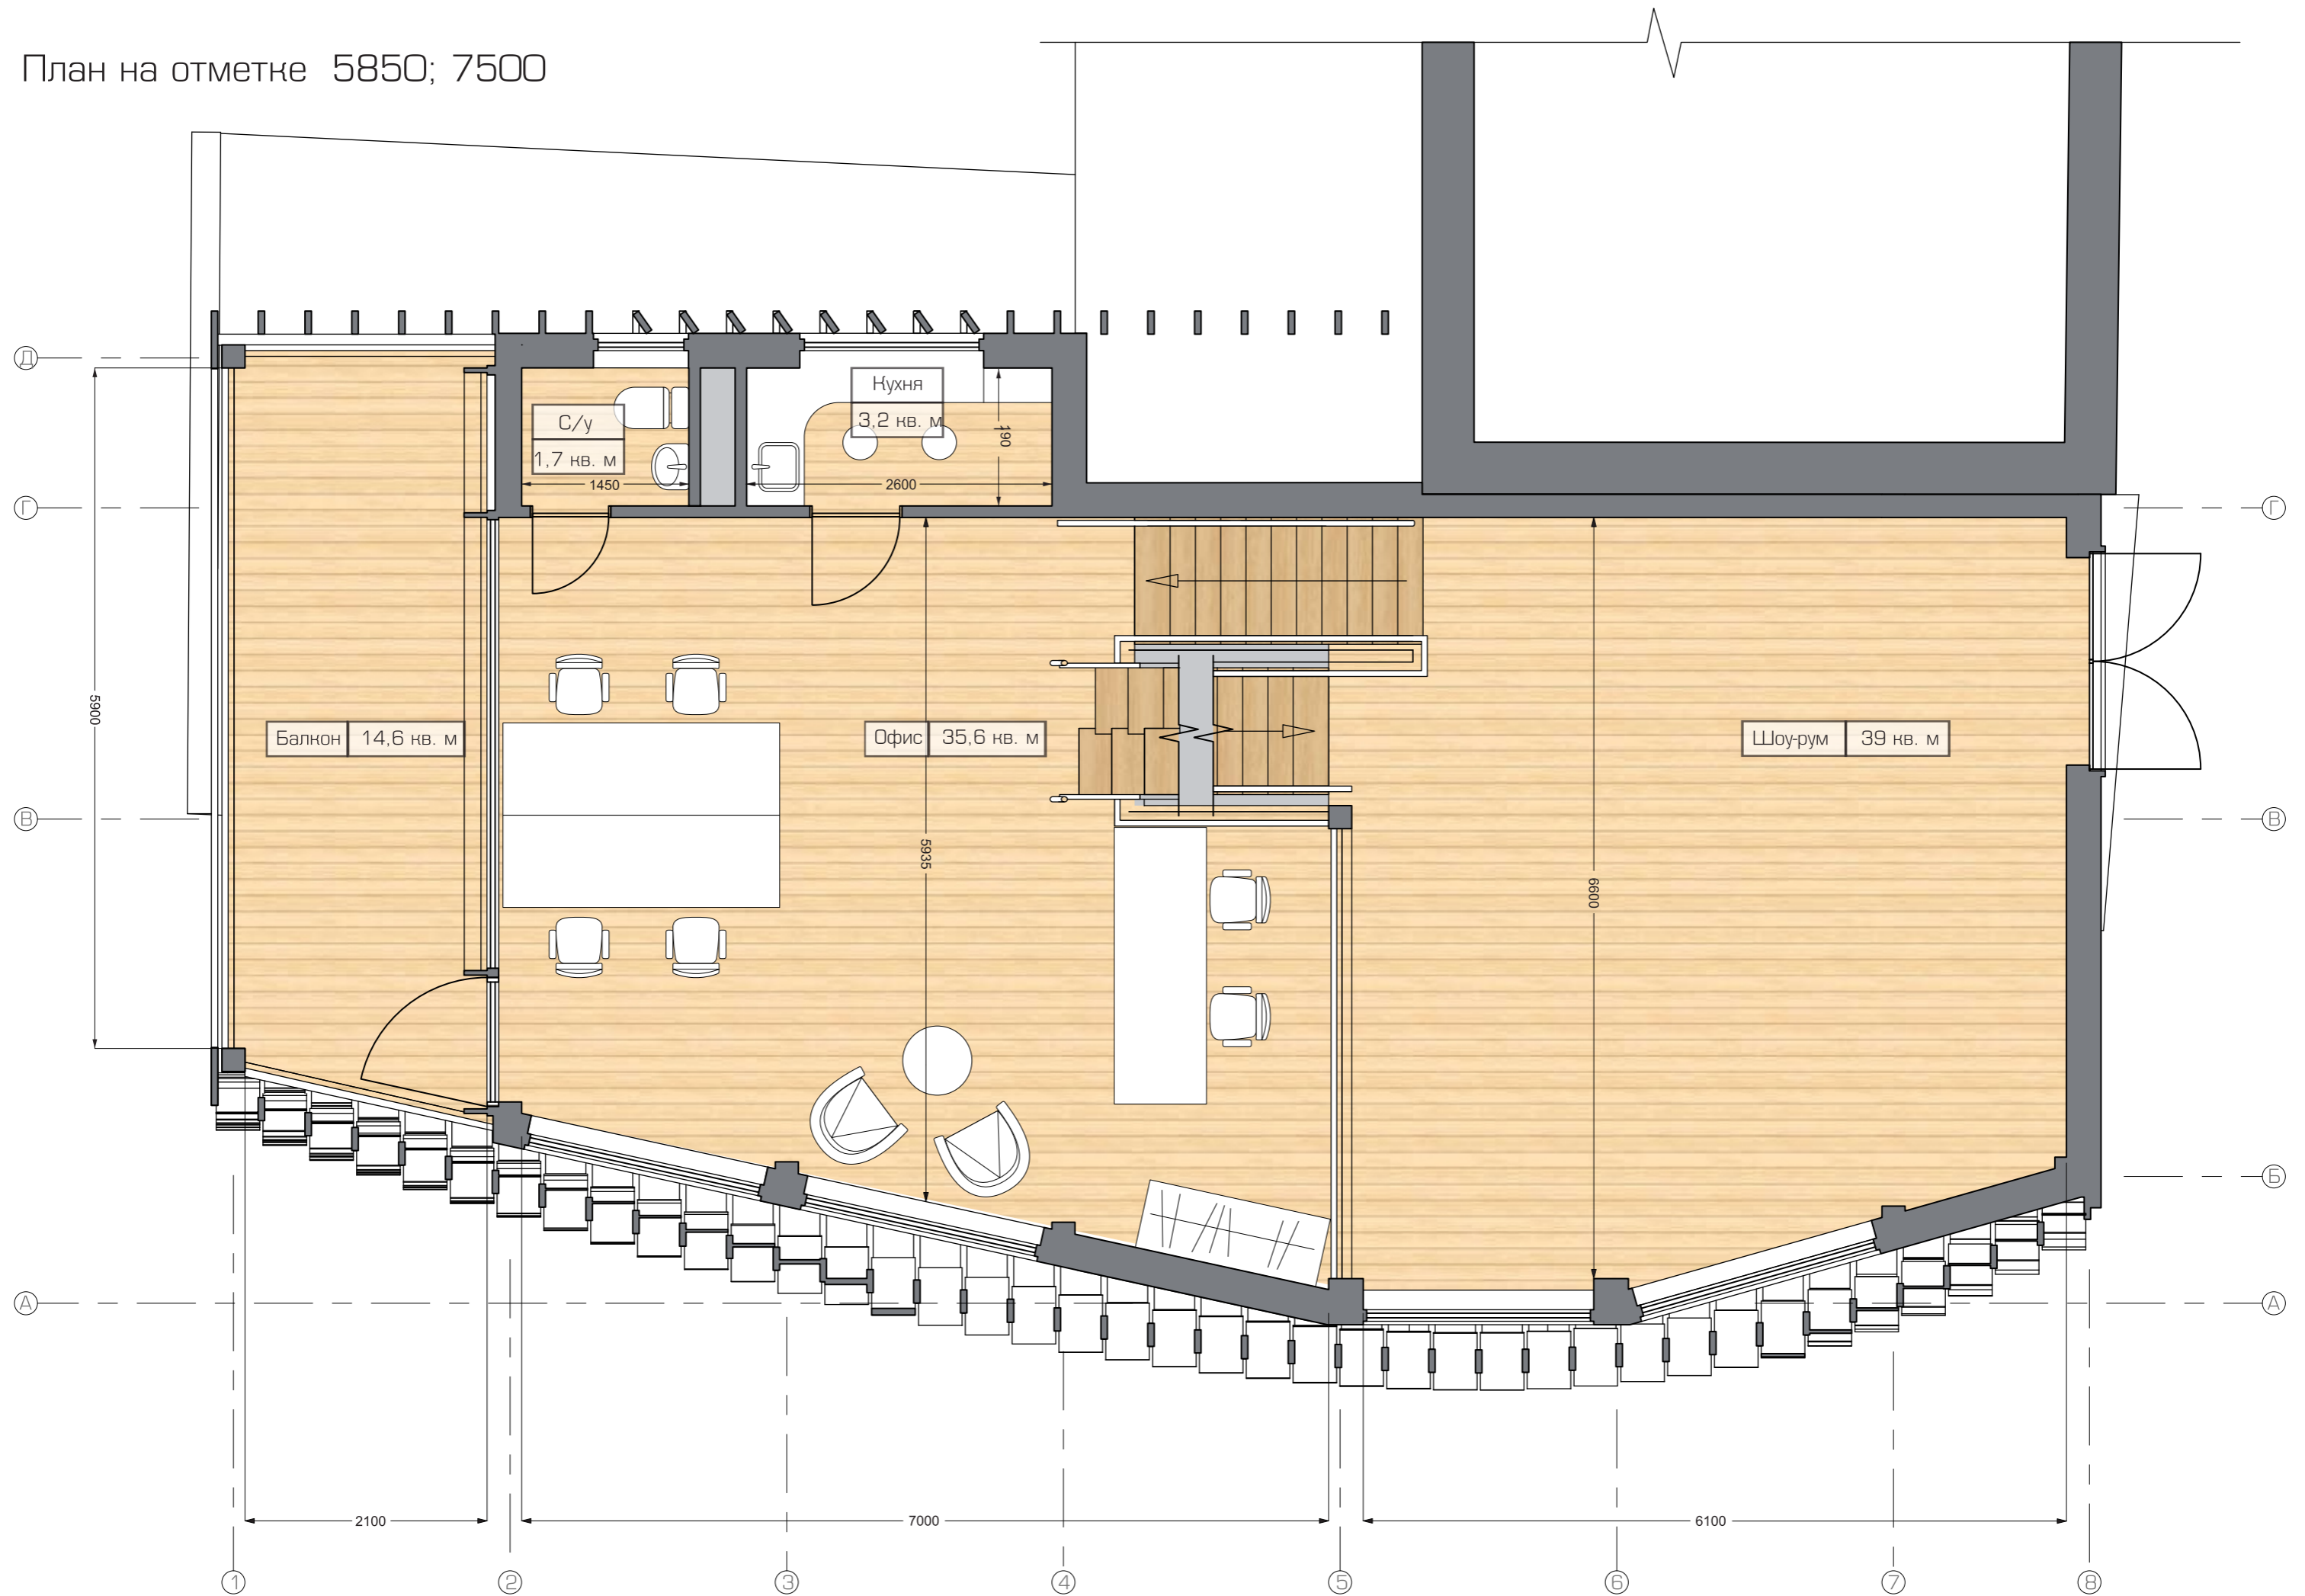 План на отметке 5850; 7500
Д
Кухня
3,2 кв. м
С/у
1,7 кв. м
190
1450
2600
Г
Г
5900
Балкон 14,6 кв. м
Офис 35,6 кв. м
Шоу-рум 39 кв. м
В
В
5935
6600
Б
А
А
2100
7000
6100
1
2
3
4
5
6
7
8